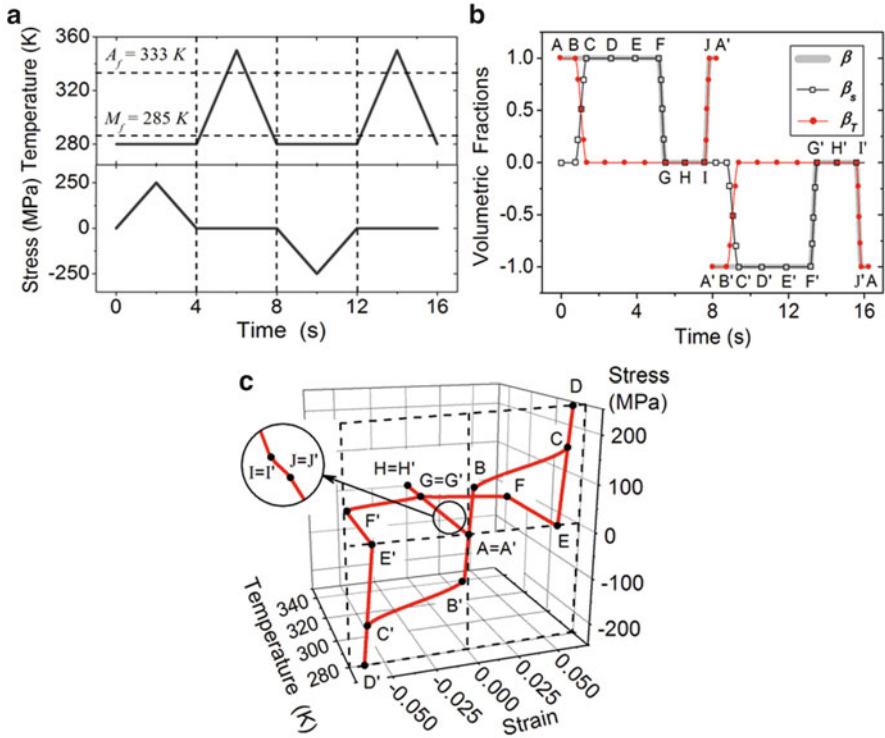 a
Temperature (K)
360
320
280
A_f = 333 K
M_f = 285 K
Stress (MPa)
250
0
-250
0 4 8 12 16
Time (s)
b
Volumetric Fractions
1.0
0.5
0.0
-0.5
-1.0
A B C D E F J A'
β
β_s
β_T
G' H' I'
G H I
A' B' C' D' E' F' J' A
0 4 8 12 16
Time (s)
c
Stress
(MPa)
200
100
0
-100
-200
D
C
B
H=H'
G=G'
F
I=I'
J=J'
F'
E'
A=A'
E
B'
C'
D'
Temperature (K)
340
320
300
280
-0.050
-0.025
0.000
0.025
0.050
Strain